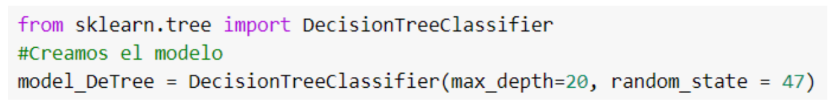 from sklearn.tree import DecisionTreeClassifier
#Creamos el modelo
model_DeTree = DecisionTreeClassifier(max_depth=20, random_state = 47)